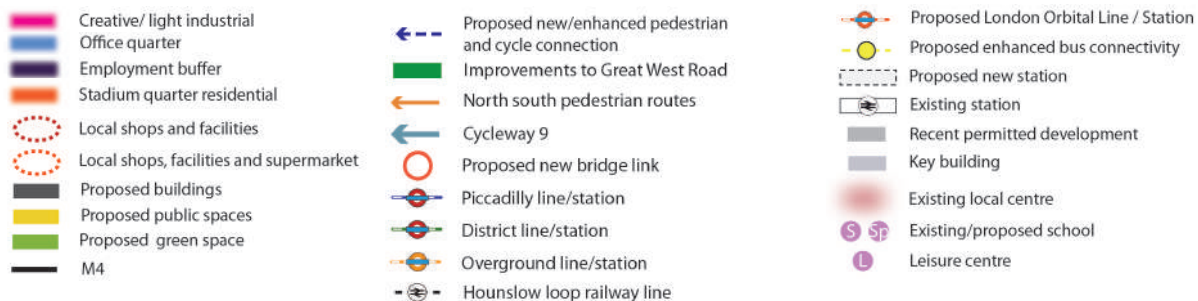 Creative/ light industrial
Office quarter
Employment buffer
Stadium quarter residential
Local shops and facilities
Local shops, facilities and supermarket
Proposed buildings
Proposed public spaces
Proposed green space
M4
Proposed new/enhanced pedestrian
and cycle connection
Improvements to Great West Road
North south pedestrian routes
Cycleway 9
Proposed new bridge link
Piccadilly line/station
District line/station
Overground line/station
Hounslow loop railway line
Proposed London Orbital Line / Station
Proposed enhanced bus connectivity
Proposed new station
Existing station
Recent permitted development
Key building
Existing local centre
S Sp Existing/proposed school
L Leisure centre